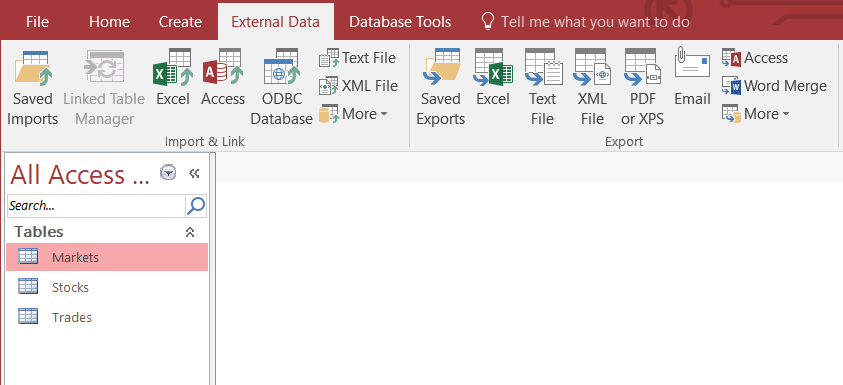 File Home Create External Data Database Tools Tell me what you want to do
Saved Imports
Linked Table Manager
Excel
Access
ODBC Database
Text File
XML File
More
Import & Link
Saved Exports
Excel
Text File
XML File
PDF or XPS
Email
Access
Word Merge
More
Export
All Access ...
Search...
Tables
Markets
Stocks
Trades